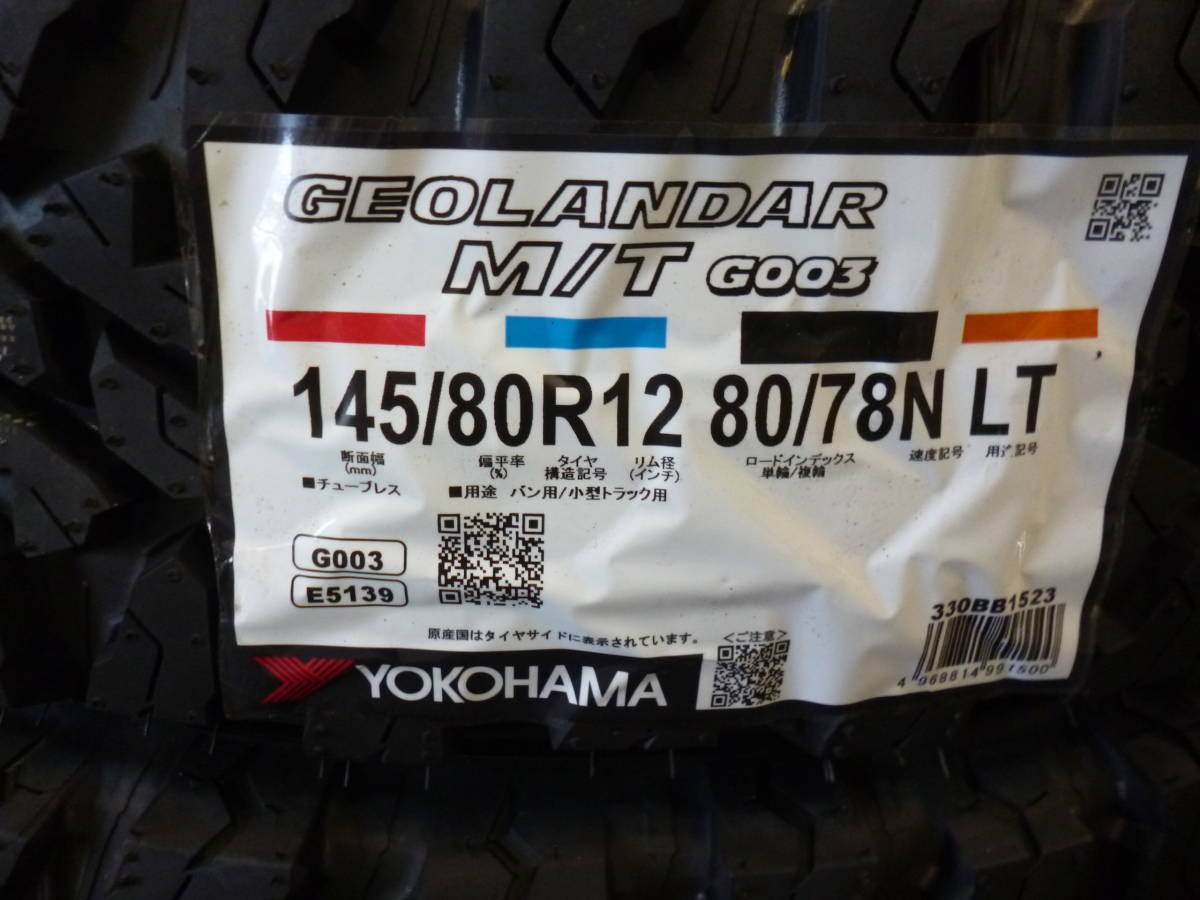 GEOLANDAR
M/T G003
145/80R12 80/78N LT
断面幅 偏平率 タイヤ リム径 ロードインデックス 速度記号 用途記号
(mm) (%) 構造記号 (インチ) 単輪/複輪
■チューブレス ■用途 バン用/小型トラック用
G003
E5139
330BB1523
原産国はタイヤサイドに表示されています。 <ご注意>
YOKOHAMA
4 968814 991500